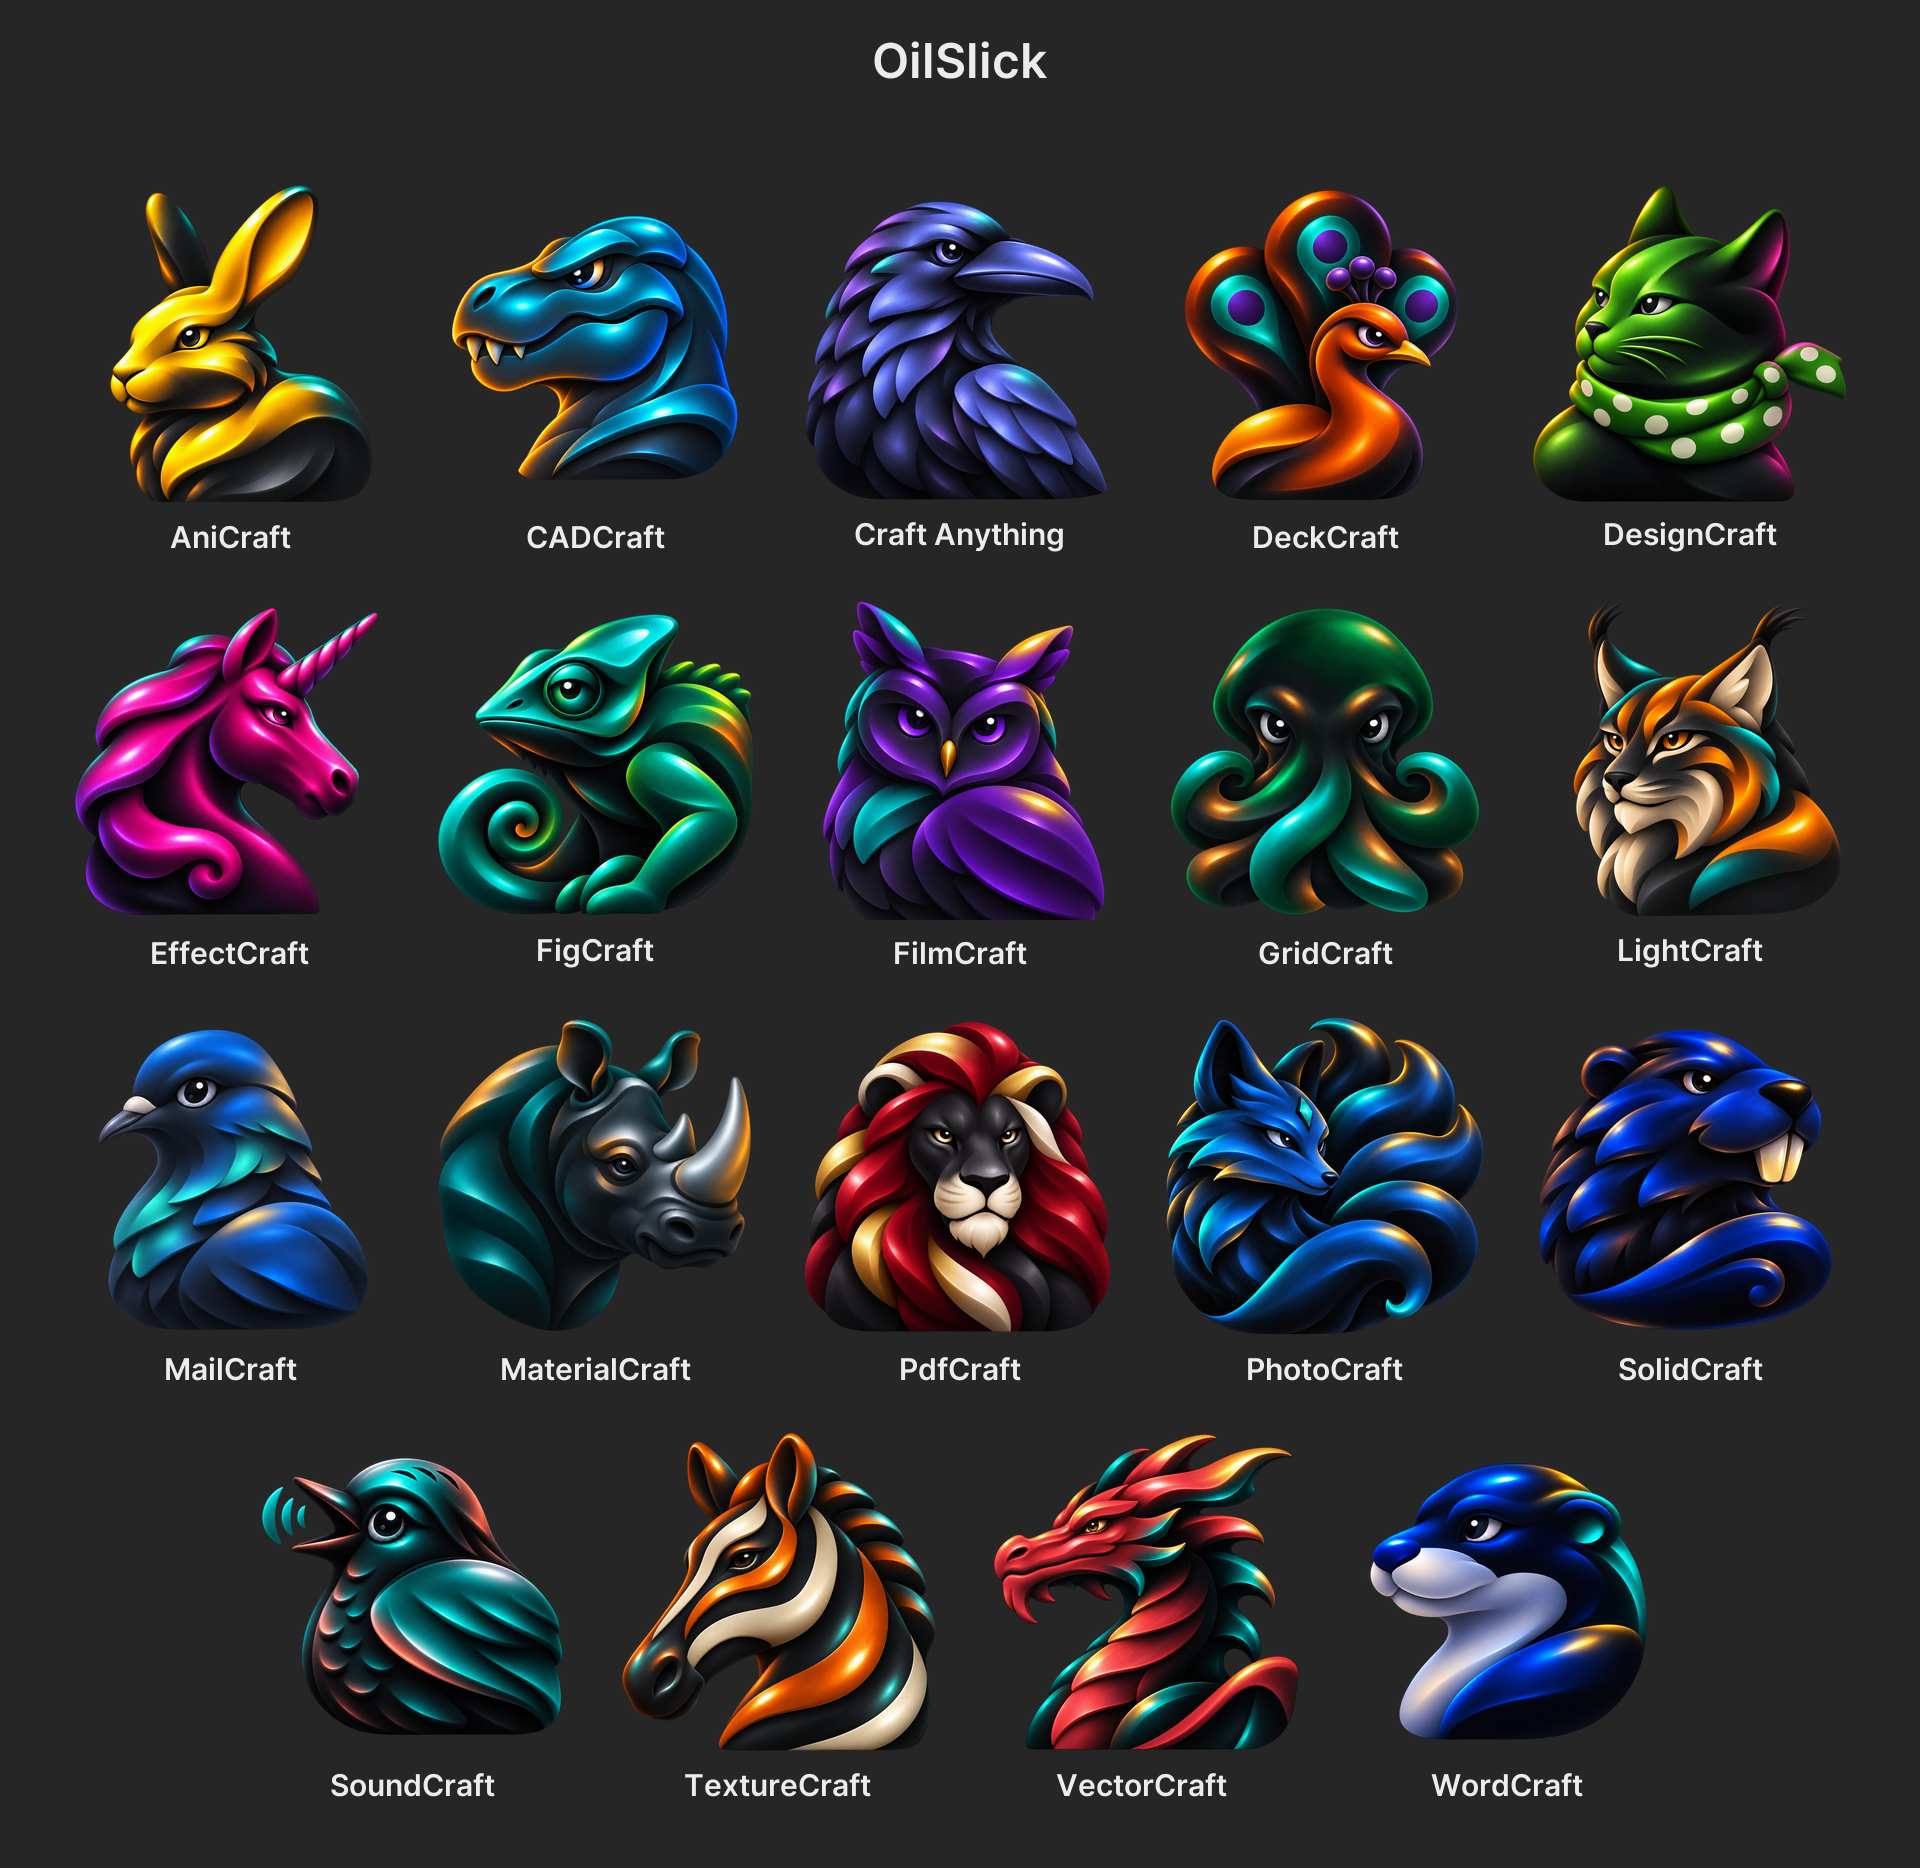 OilSlick
AniCraft
CADCraft
Craft Anything
DeckCraft
DesignCraft
EffectCraft
FigCraft
FilmCraft
GridCraft
LightCraft
MailCraft
MaterialCraft
PdfCraft
PhotoCraft
SolidCraft
SoundCraft
TextureCraft
VectorCraft
WordCraft